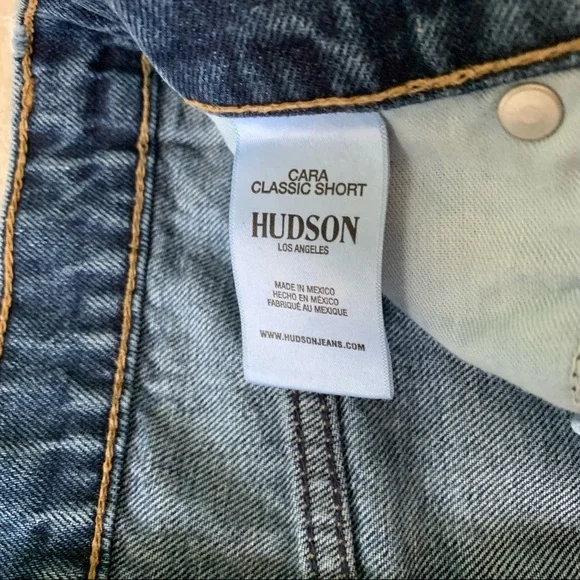 CARA
CLASSIC SHORT
HUDSON
LOS ANGELES
MADE IN MEXICO
HECHO EN MÉXICO
FABRIQUÉ AU MEXIQUE
WWW.HUDSONJEANS.COM